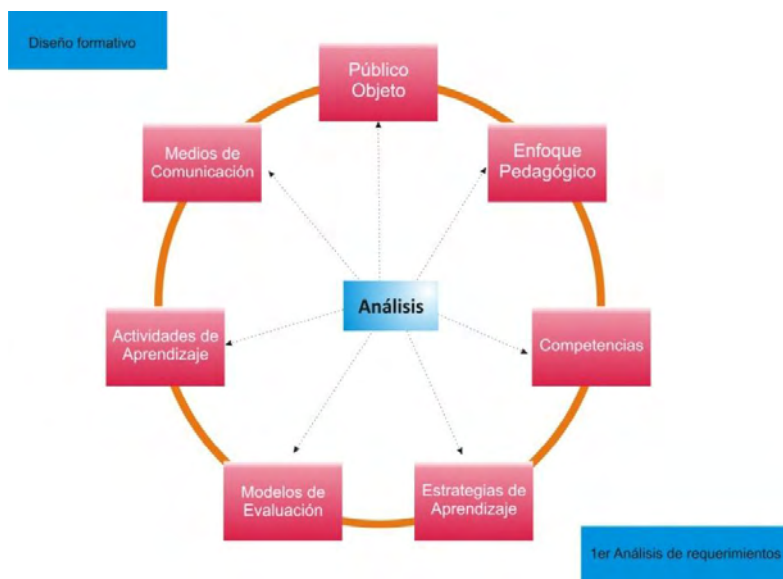 Diseño formativo
Público
Objeto
Medios de
Comunicación
Enfoque
Pedagógico
Análisis
Actividades de
Aprendizaje
Competencias
Modelos de
Evaluación
Estrategias de
Aprendizaje
1er Análisis de requerimientos